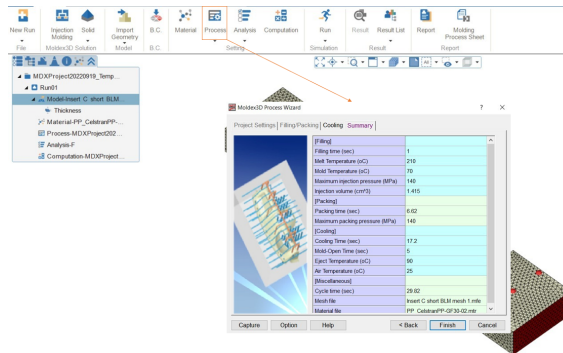 New Run
Injection Molding
Solid
Import Geometry
B.C.
Material
Process
Analysis
Computation
Run
Result
Result List
Report
Molding Process Sheet
File
Moldex3D Solution
Model
B.C.
Setting
Simulation
Result
Report
MDXProject20220919_Temp...
Run01
Model-Insert C short BLM...
Thickness
Material-PP_CelstranPP-...
Process-MDXProject202...
Analysis-F
Computation-MDXProject...
All
Moldex3D Process Wizard
? ×
Project Settings
Filling/Packing
Cooling
Summary
[Filling]
Filling time (sec) 1
Melt Temperature (oC) 210
Mold Temperature (oC) 70
Maximum injection pressure (MPa) 140
Injection volume (cm^3) 1.415
[Packing]
Packing time (sec) 6.62
Maximum packing pressure (MPa) 140
[Cooling]
Cooling Time (sec) 17.2
Mold-Open Time (sec) 5
Eject Temperature (oC) 90
Air Temperature (oC) 25
[Miscellaneous]
Cycle time (sec) 29.82
Mesh file Insert C short BLM mesh 1.mfe
Material file PP_CelstranPP-GF30-02.mtr
Capture
Option
Help
< Back
Finish
Cancel